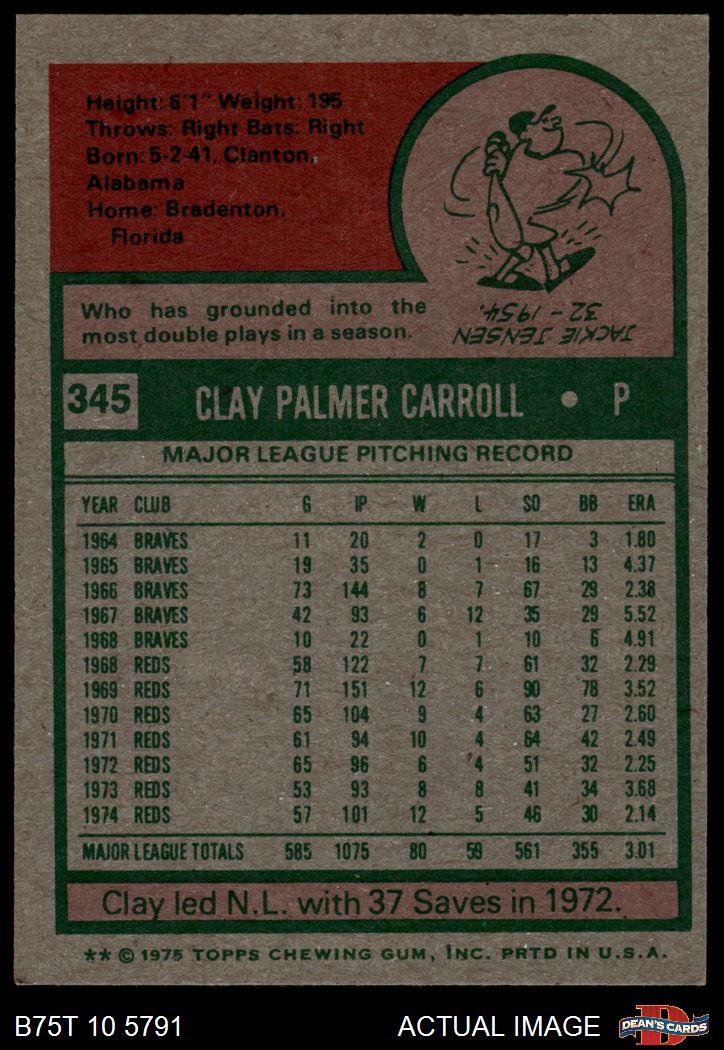 Height: 6'1" Weight: 195
Throws: Right Bats: Right
Born: 5-2-41, Clanton,
Alabama
Home: Bradenton,
Florida
Who has grounded into the
most double plays in a season.
JACKIE JENSEN
32 - 1954.
345 CLAY PALMER CARROLL • P
MAJOR LEAGUE PITCHING RECORD
YEAR CLUB G IP W L SO BB ERA
1964 BRAVES 11 20 2 0 17 3 1.80
1965 BRAVES 19 35 0 1 16 13 4.37
1966 BRAVES 73 144 8 7 67 29 2.38
1967 BRAVES 42 93 6 12 35 29 5.52
1968 BRAVES 10 22 0 1 10 6 4.91
1968 REDS 58 122 7 7 61 32 2.29
1969 REDS 71 151 12 6 90 78 3.52
1970 REDS 65 104 9 4 63 27 2.60
1971 REDS 61 94 10 4 64 42 2.49
1972 REDS 65 96 6 4 51 32 2.25
1973 REDS 53 93 8 8 41 34 3.68
1974 REDS 57 101 12 5 46 30 2.14
MAJOR LEAGUE TOTALS 585 1075 80 59 561 355 3.01
Clay led N.L. with 37 Saves in 1972.
** © 1975 TOPPS CHEWING GUM, INC. PRTD IN U.S.A.
B75T 10 5791 ACTUAL IMAGE D DEAN'S CARDS